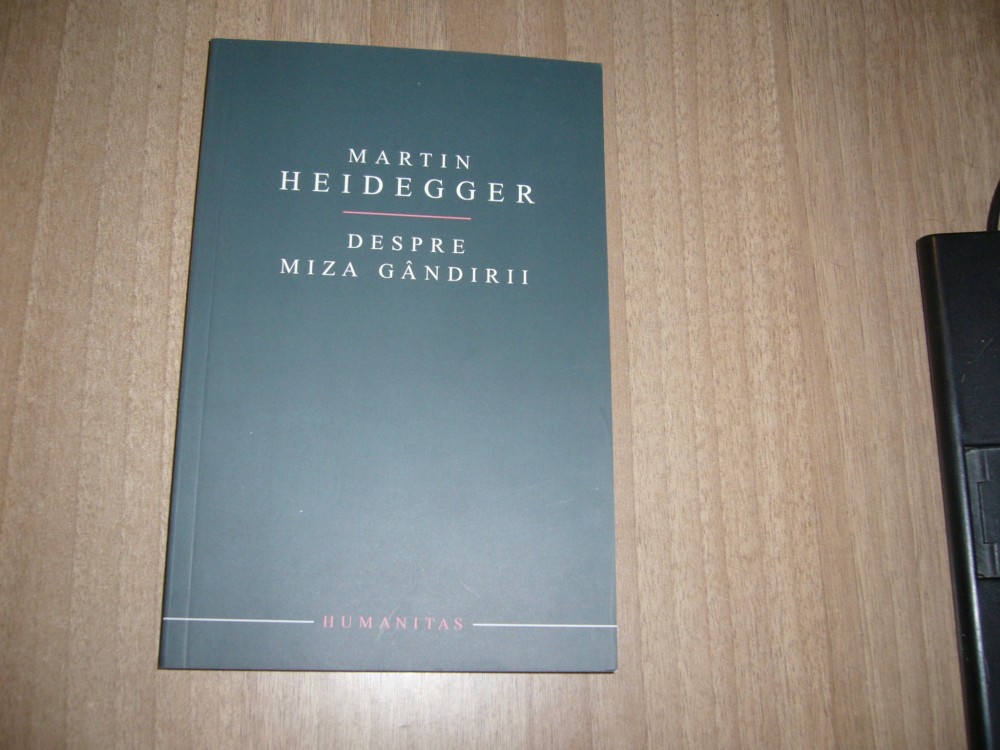 MARTIN
HEIDEGGER
DESPRE
MIZA GÂNDIRII
HUMANITAS